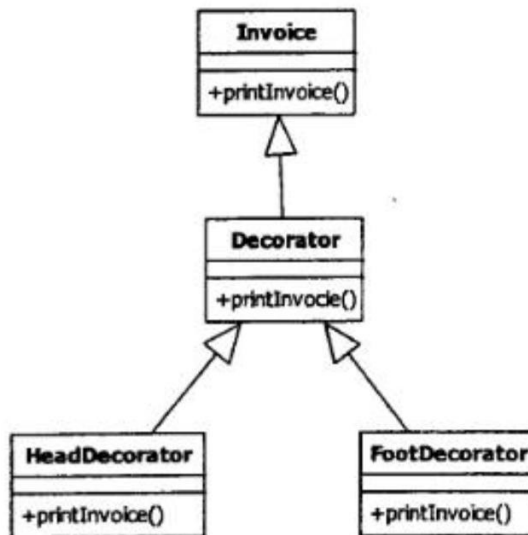 Invoice
+printInvoice()
Decorator
+printInvocie()
HeadDecorator
+printInvoice()
FootDecorator
+printInvoice()